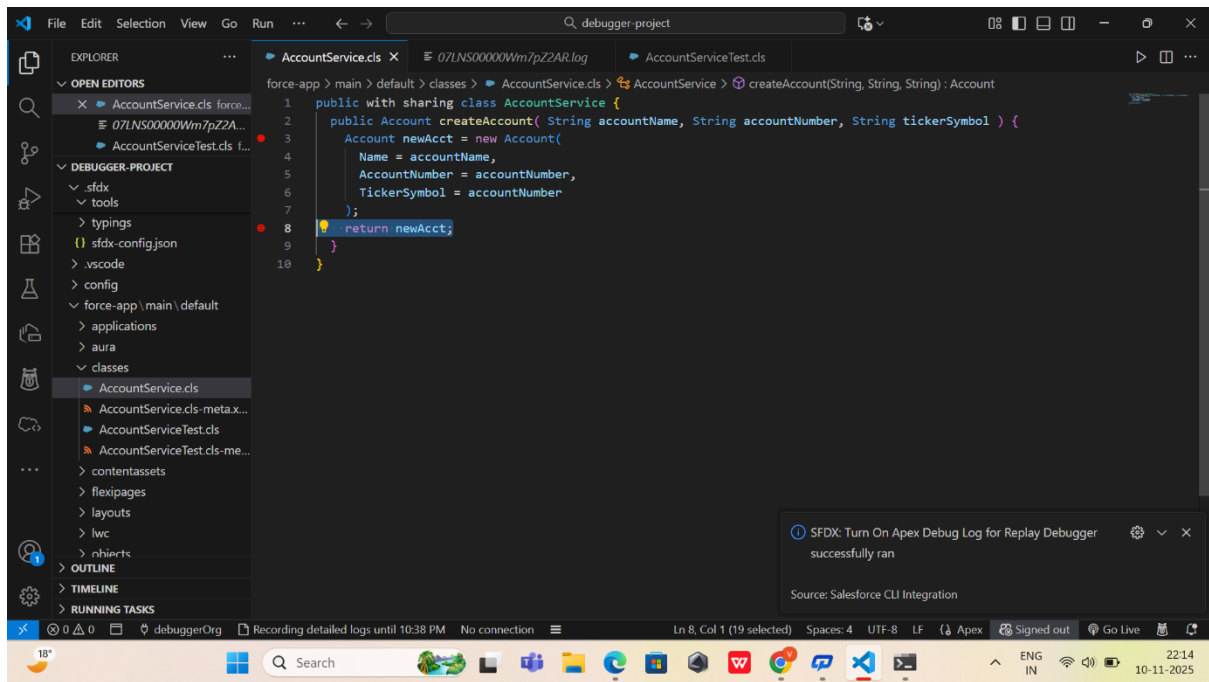 File Edit Selection View Go Run ··· debugger-project
EXPLORER ···
OPEN EDITORS
AccountService.cls force...
07LNS00000Wm7pZ2A...
AccountServiceTest.cls f...
DEBUGGER-PROJECT
.sfdx
tools
typings
{} sfdx-config.json
.vscode
config
force-app\main\default
applications
aura
classes
AccountService.cls
AccountService.cls-meta.x...
AccountServiceTest.cls
AccountServiceTest.cls-me...
contentassets
flexipages
layouts
lwc
objects
OUTLINE
TIMELINE
RUNNING TASKS
1
AccountService.cls 07LNS00000Wm7pZ2AR.log AccountServiceTest.cls
force-app > main > default > classes > AccountService.cls > AccountService > createAccount(String, String, String) : Account
1 public with sharing class AccountService {
2 public Account createAccount( String accountName, String accountNumber, String tickerSymbol ) {
3 Account newAcct = new Account(
4 Name = accountName,
5 AccountNumber = accountNumber,
6 TickerSymbol = accountNumber
7 );
8 return newAcct;
9 }
10 }
SFDX: Turn On Apex Debug Log for Replay Debugger
successfully ran
Source: Salesforce CLI Integration
0 0 debuggerOrg Recording detailed logs until 10:38 PM No connection Ln 8, Col 1 (19 selected) Spaces: 4 UTF-8 LF Apex Signed out Go Live
18°
Search
ENG
IN
22:14
10-11-2025